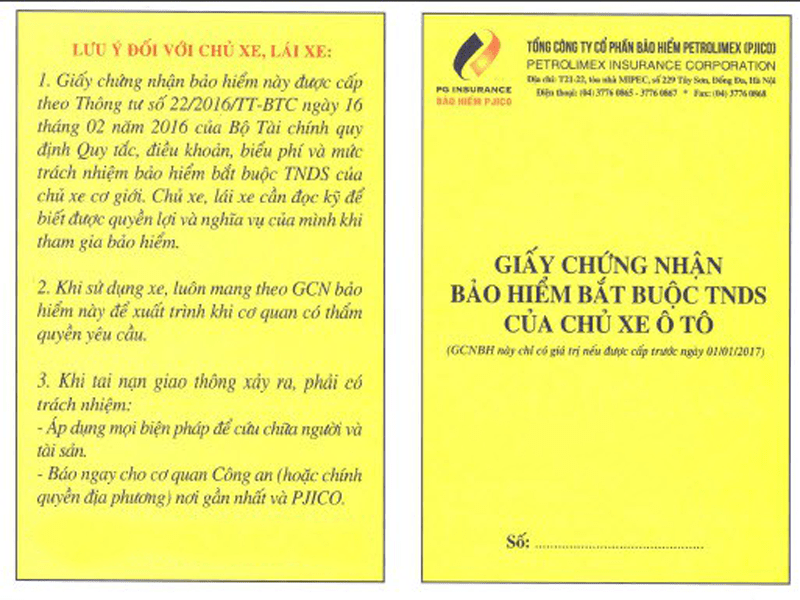 LƯU Ý ĐỐI VỚI CHỦ XE, LÁI XE:
1. Giấy chứng nhận bảo hiểm này được cấp
theo Thông tư số 22/2016/TT-BTC ngày 16
tháng 02 năm 2016 của Bộ Tài chính quy
định Quy tắc, điều khoản, biểu phí và mức
trách nhiệm bảo hiểm bắt buộc TNDS của
chủ xe cơ giới. Chủ xe, lái xe cần đọc kỹ để
biết được quyền lợi và nghĩa vụ của mình khi
tham gia bảo hiểm.
2. Khi sử dụng xe, luôn mang theo GCN bảo
hiểm này để xuất trình khi cơ quan có thẩm
quyền yêu cầu.
3. Khi tai nạn giao thông xảy ra, phải có
trách nhiệm:
- Áp dụng mọi biện pháp để cứu chữa người và
tài sản.
- Báo ngay cho cơ quan Công an (hoặc chính
quyền địa phương) nơi gần nhất và PJICO.
PG INSURANCE
BẢO HIỂM PJICO
TỔNG CÔNG TY CỔ PHẦN BẢO HIỂM PETROLIMEX (PJICO)
PETROLIMEX INSURANCE CORPORATION
Địa chỉ: T21-22, tòa nhà MIPEC, số 229 Tây Sơn, Đống Đa, Hà Nội
Điện thoại: (04) 3776 0865 - 3776 0867 * Fax: (04) 3776 0868
GIẤY CHỨNG NHẬN
BẢO HIỂM BẮT BUỘC TNDS
CỦA CHỦ XE Ô TÔ
(GCNBH này chỉ có giá trị nếu được cấp trước ngày 01/01/2017)
Số: ................................................